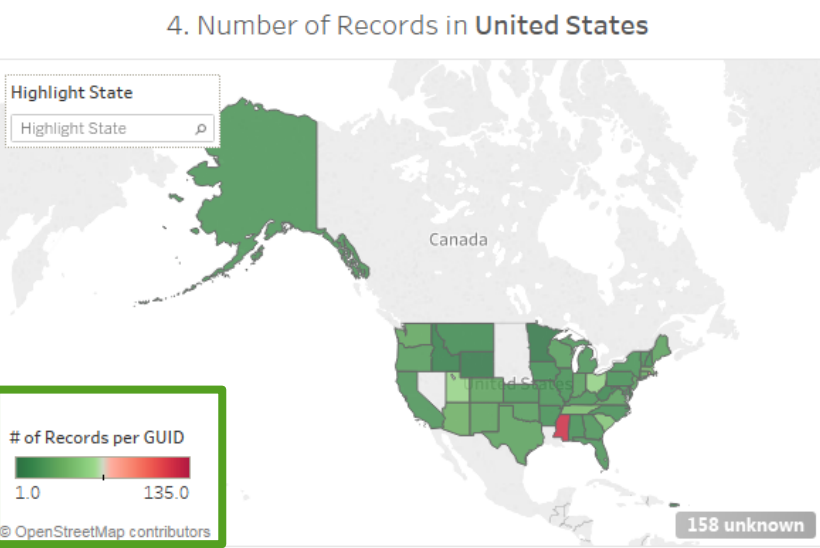 4. Number of Records in United States
Highlight State
Highlight State
Canada
United States
# of Records per GUID
1.0 135.0
© OpenStreetMap contributors
158 unknown